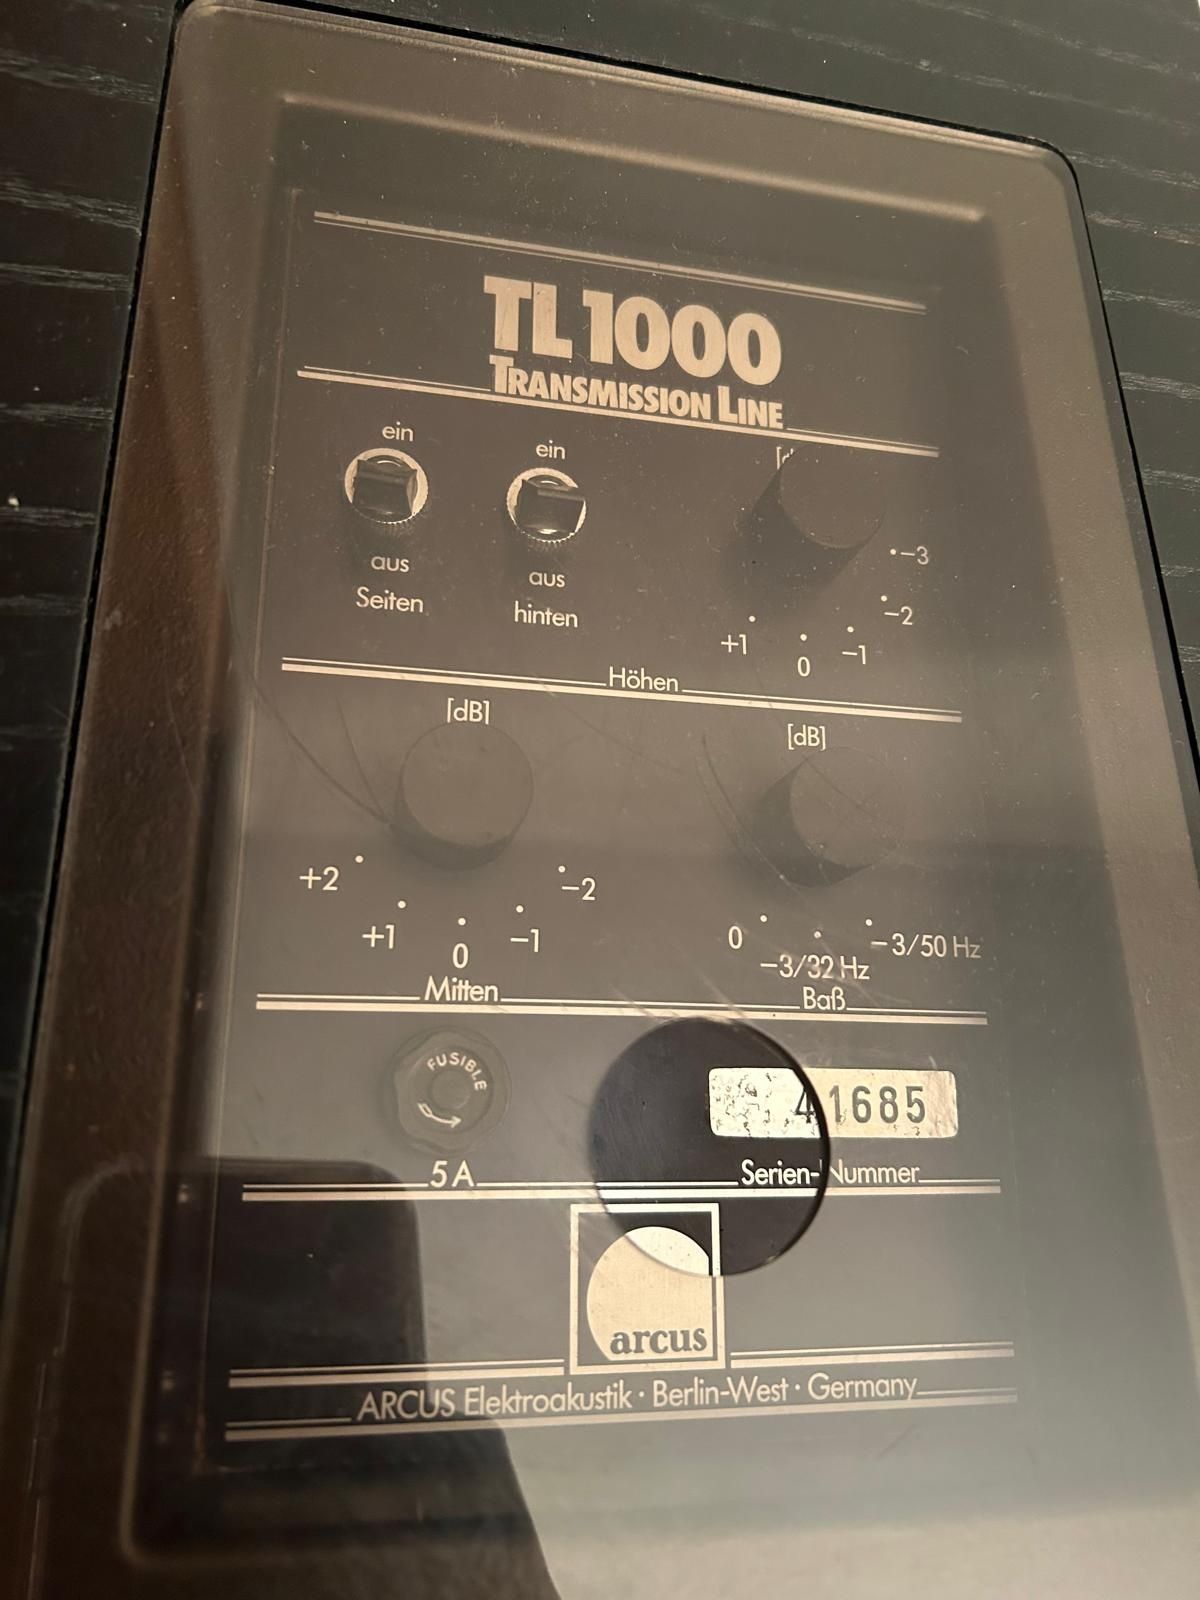 TL 1000
TRANSMISSION LINE
ein ein
aus aus
Seiten hinten
-3
-2
+1 0 -1
Höhen
[dB] [dB]
+2 -2
+1 0 -1
0 -3/32 Hz -3/50 Hz
Mitten Baß
FUSIBLE
41685
5 A Serien-Nummer
arcus
ARCUS Elektroakustik · Berlin-West · Germany